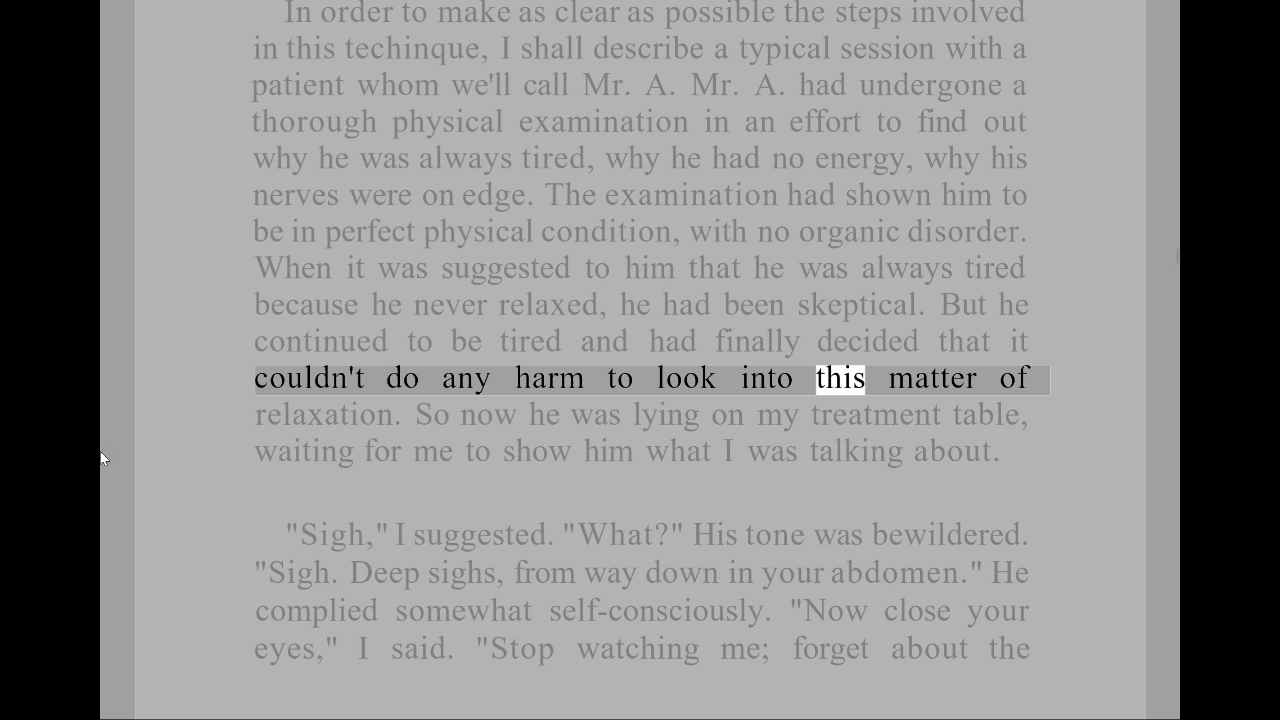 In order to make as clear as possible the steps involved
in this techinque, I shall describe a typical session with a
patient whom we'll call Mr. A. Mr. A. had undergone a
thorough physical examination in an effort to find out
why he was always tired, why he had no energy, why his
nerves were on edge. The examination had shown him to
be in perfect physical condition, with no organic disorder.
When it was suggested to him that he was always tired
because he never relaxed, he had been skeptical. But he
continued to be tired and had finally decided that it
couldn't do any harm to look into this matter of
relaxation. So now he was lying on my treatment table,
waiting for me to show him what I was talking about.
"Sigh," I suggested. "What?" His tone was bewildered.
"Sigh. Deep sighs, from way down in your abdomen." He
complied somewhat self-consciously. "Now close your
eyes," I said. "Stop watching me; forget about the